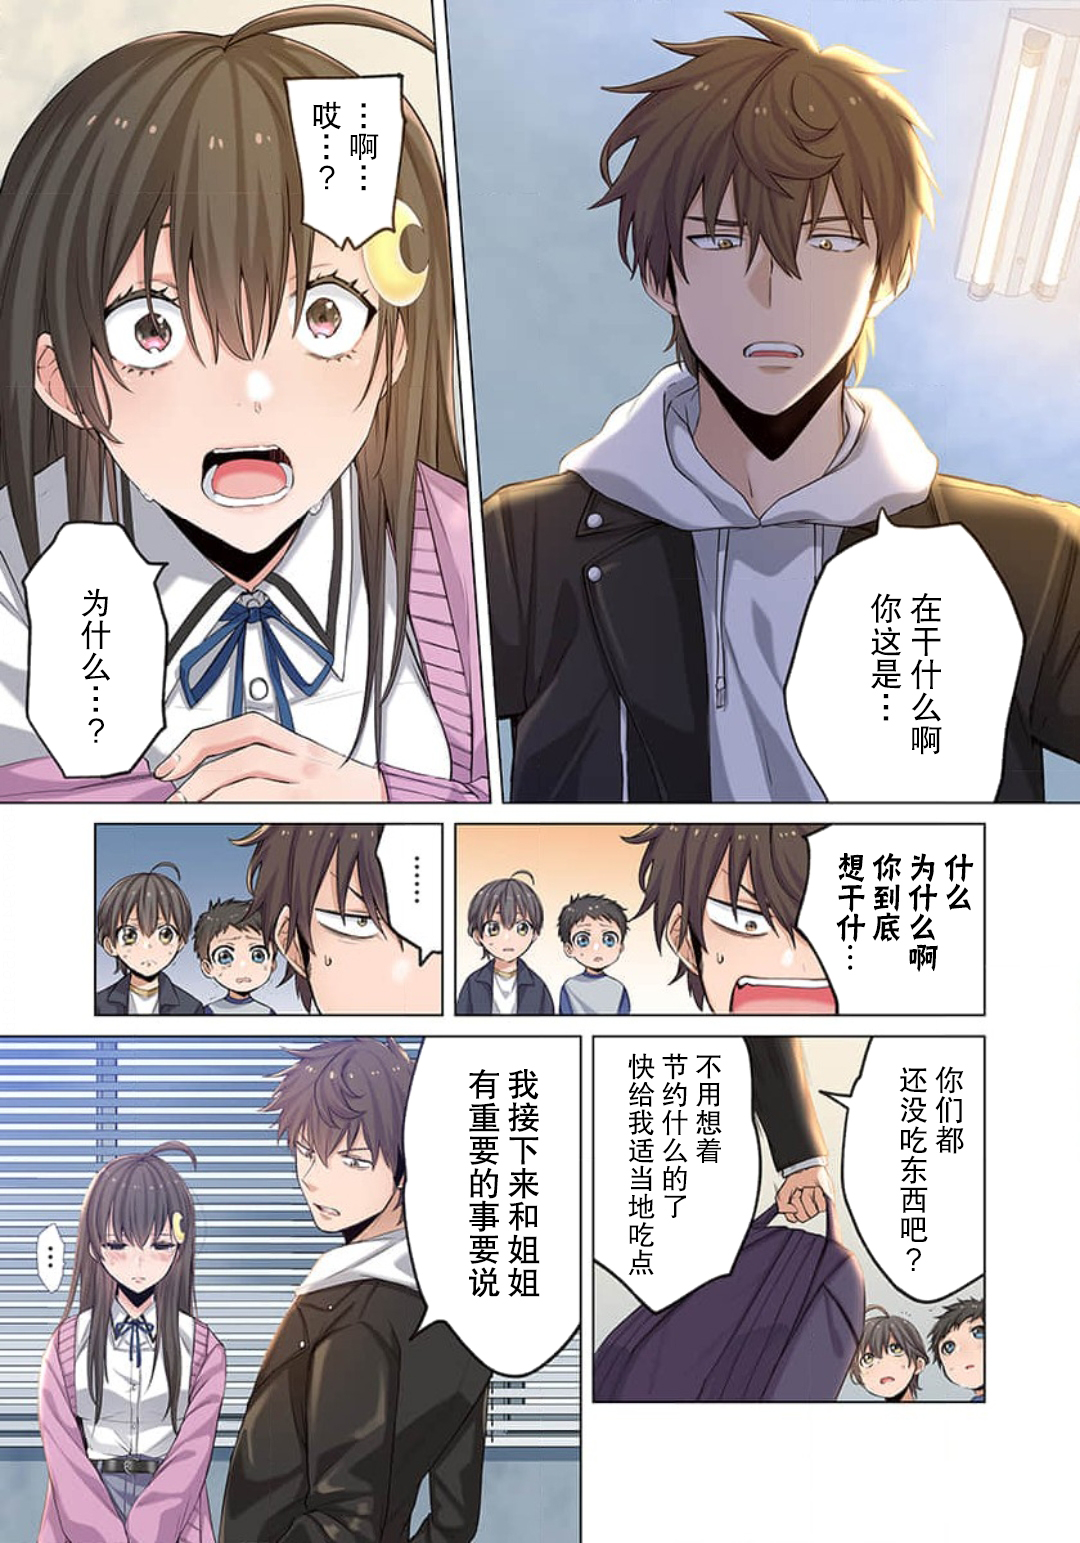 在干什么啊
你这是…
…啊…
哎…?
为什么…?
什么
为什么啊
你到底
想干什…
……
你们都
还没吃东西吧?
不用想着
节约什么的了
快给我适当地吃点
我接下来和姐姐
有重要的事要说
…